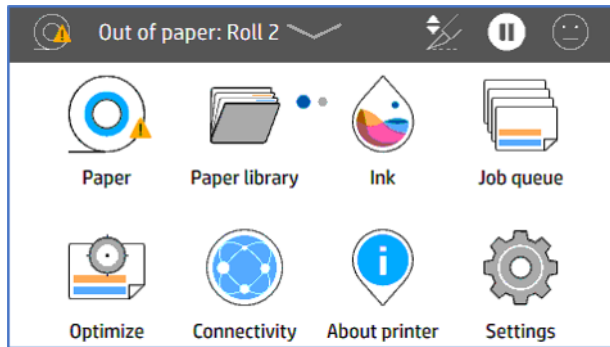 Out of paper: Roll 2
Paper
Paper library
Ink
Job queue
Optimize
Connectivity
About printer
Settings